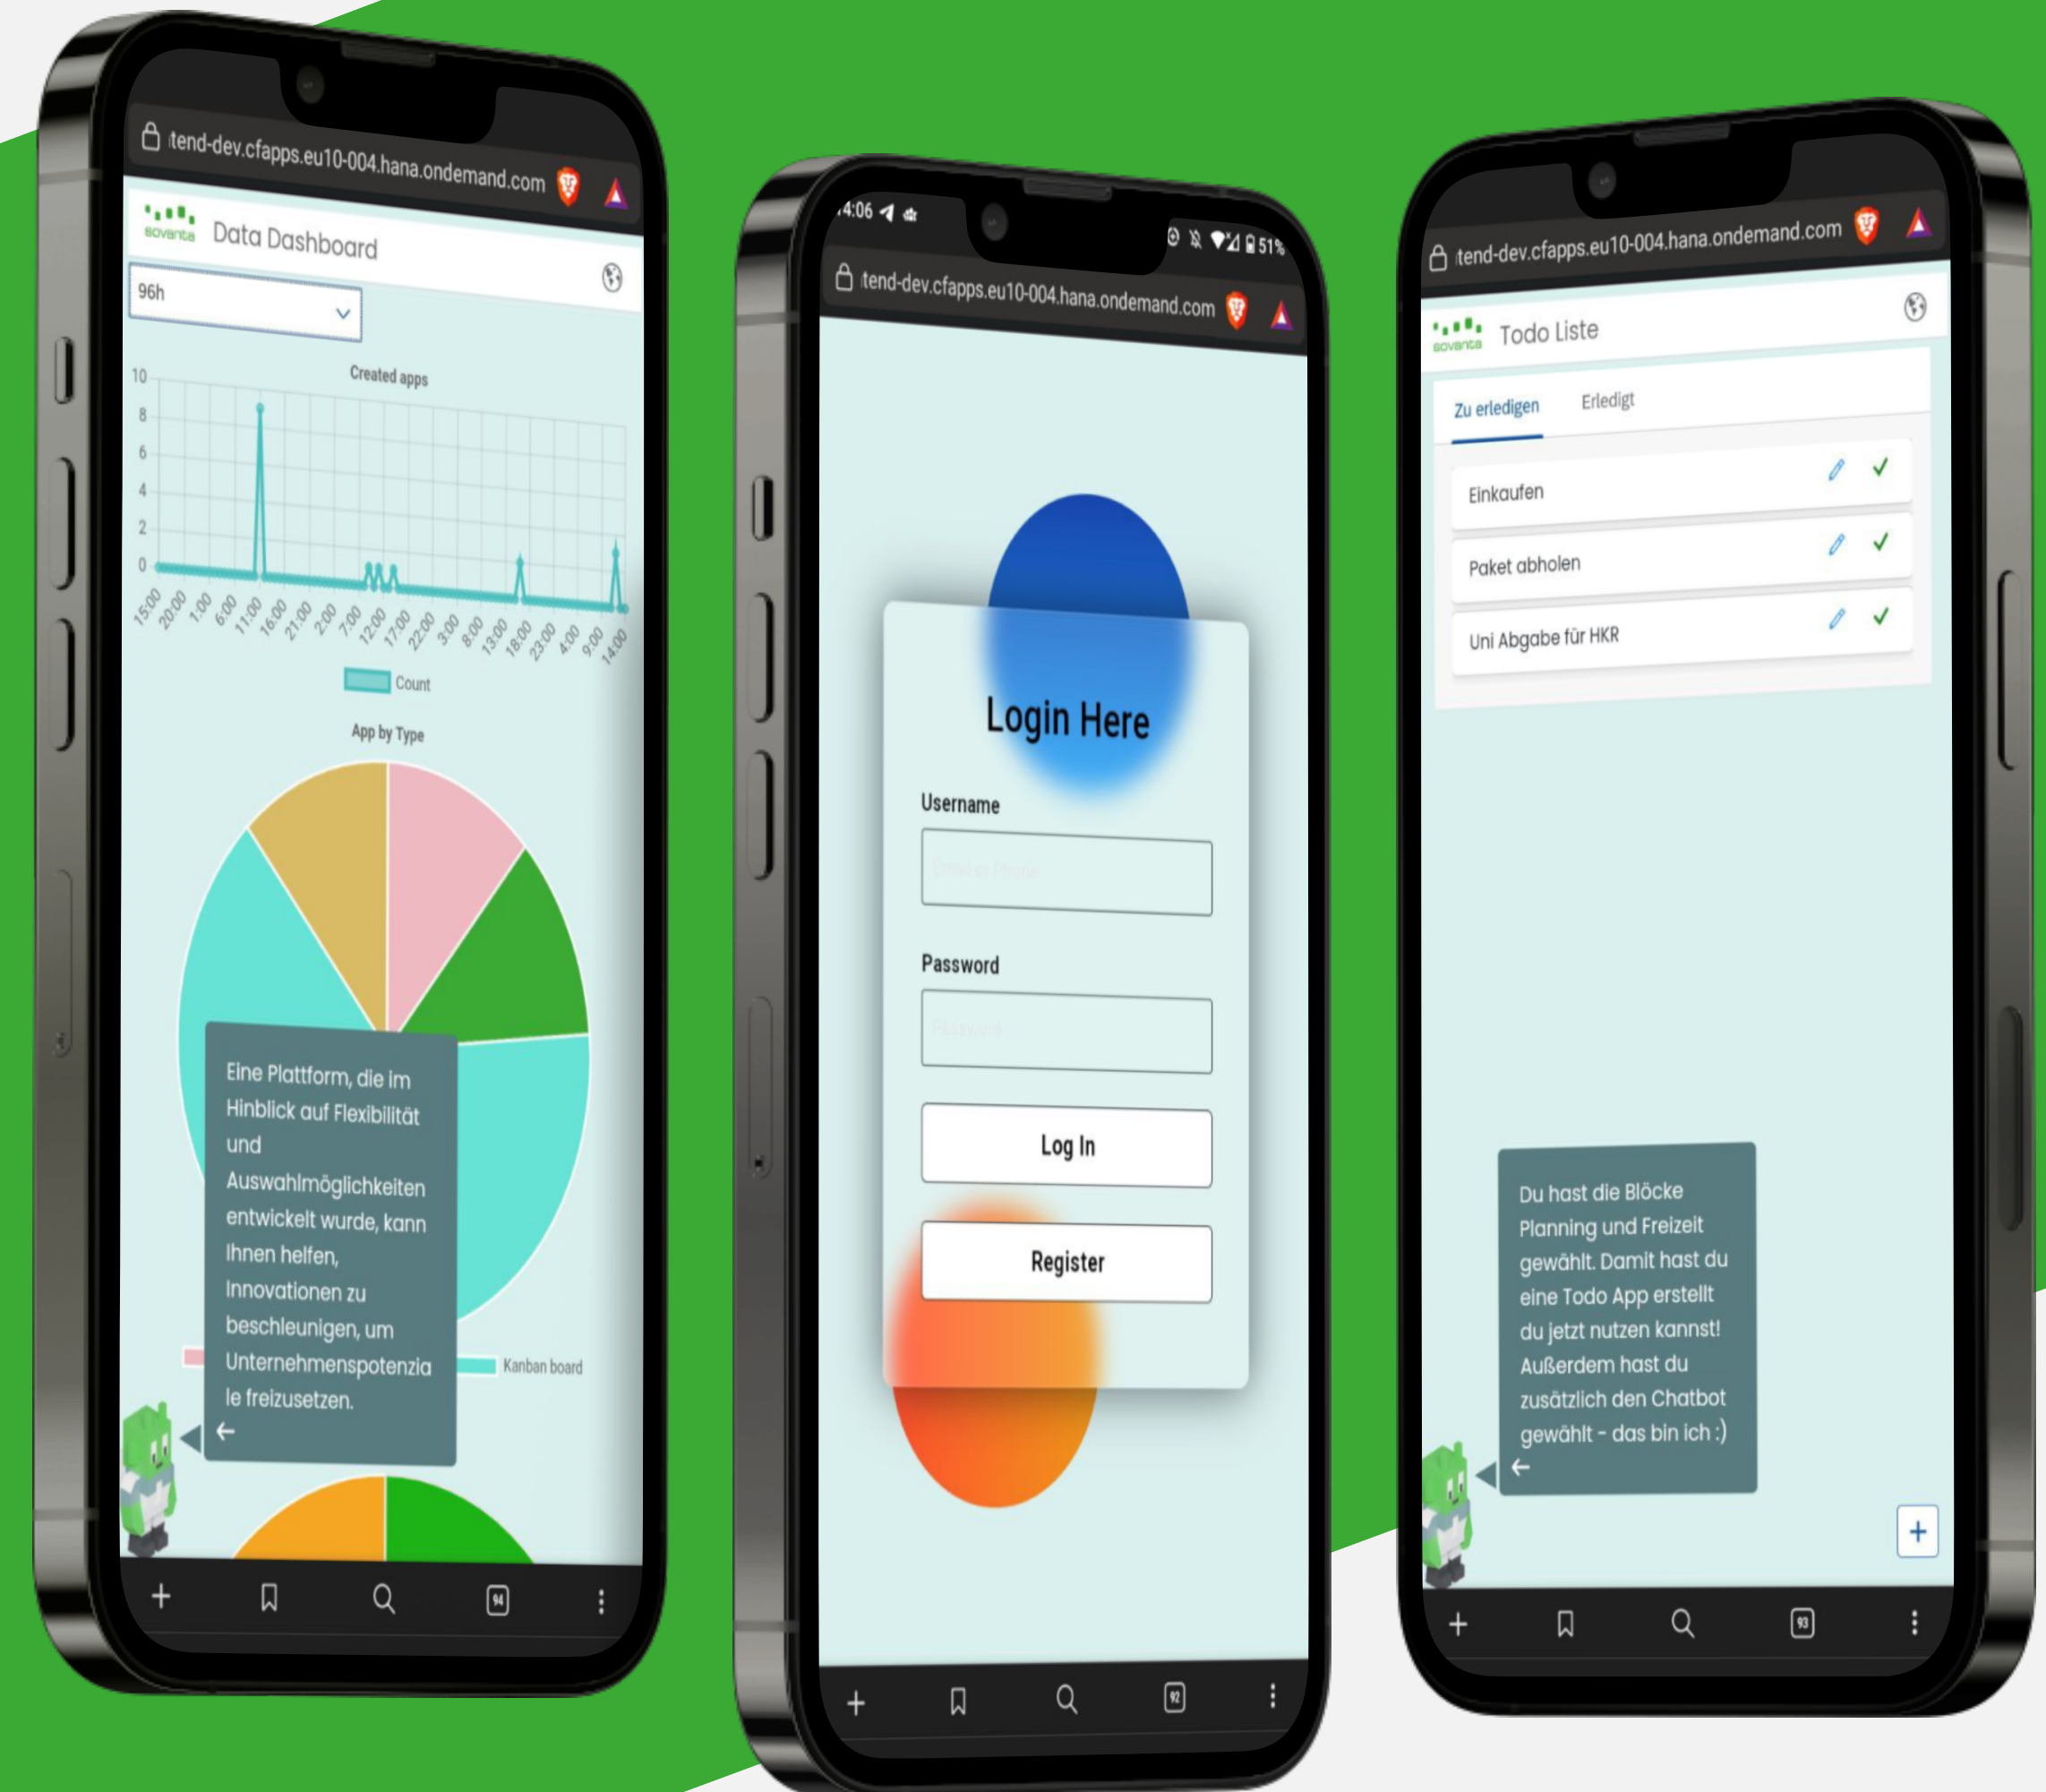 tend-dev.cfapps.eu10-004.hana.ondemand.com
sovanta
Data Dashboard
96h
Created apps
10
8
6
4
2
0
15:00
20:00
1:00
6:00
11:00
16:00
21:00
2:00
7:00
12:00
17:00
22:00
3:00
8:00
13:00
18:00
23:00
4:00
9:00
14:00
Count
App by Type
Eine Plattform, die im
Hinblick auf Flexibilität
und
Auswahlmöglichkeiten
entwickelt wurde, kann
Ihnen helfen,
Innovationen zu
beschleunigen, um
Unternehmenspotenzia
le freizusetzen.
Kanban board
94
14:06
51%
tend-dev.cfapps.eu10-004.hana.ondemand.com
Login Here
Username
Email or Phone
Password
Password
Log In
Register
92
tend-dev.cfapps.eu10-004.hana.ondemand.com
sovanta
Todo Liste
Zu erledigen
Erledigt
Einkaufen
Paket abholen
Uni Abgabe für HKR
Du hast die Blöcke
Planning und Freizeit
gewählt. Damit hast du
eine Todo App erstellt
du jetzt nutzen kannst!
Außerdem hast du
zusätzlich den Chatbot
gewählt - das bin ich :)
93